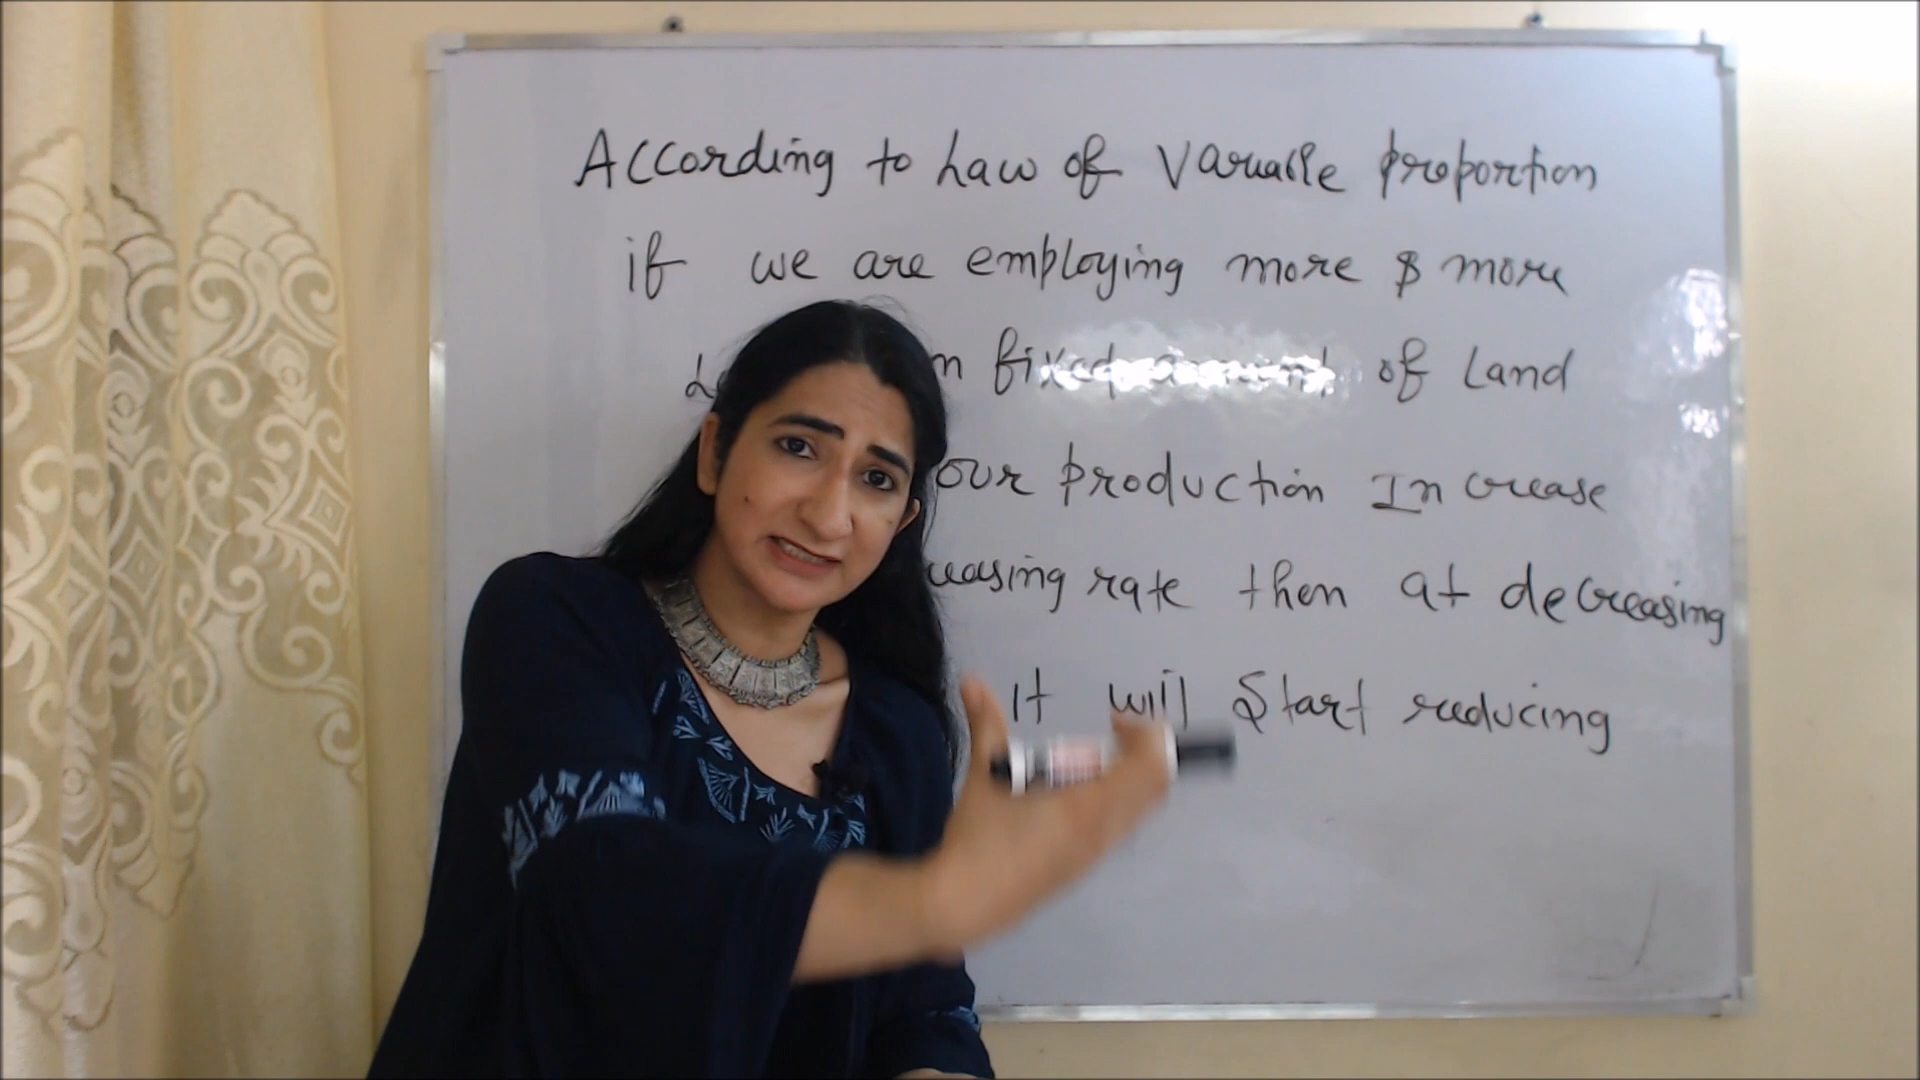 According to Law of Variable proportion
if we are employing more & more
fixed amount of Land
our production Increase
rate then at decreasing
It will Start reducing